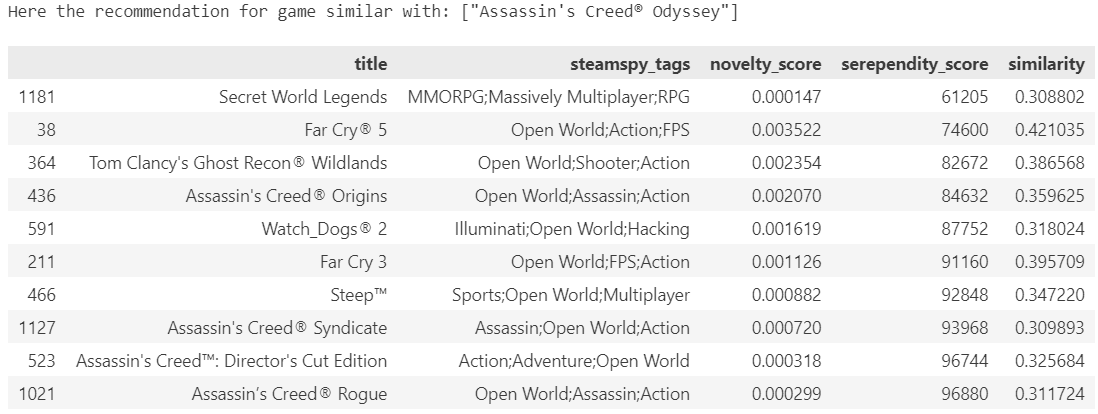 Here the recommendation for game similar with: ["Assassin's Creed® Odyssey"]
title steamspy_tags novelty_score serependity_score similarity
1181 Secret World Legends MMORPG;Massively Multiplayer;RPG 0.000147 61205 0.308802
38 Far Cry® 5 Open World;Action;FPS 0.003522 74600 0.421035
364 Tom Clancy's Ghost Recon® Wildlands Open World;Shooter;Action 0.002354 82672 0.386568
436 Assassin's Creed® Origins Open World;Assassin;Action 0.002070 84632 0.359625
591 Watch_Dogs® 2 Illuminati;Open World;Hacking 0.001619 87752 0.318024
211 Far Cry 3 Open World;FPS;Action 0.001126 91160 0.395709
466 Steep™ Sports;Open World;Multiplayer 0.000882 92848 0.347220
1127 Assassin's Creed® Syndicate Assassin;Open World;Action 0.000720 93968 0.309893
523 Assassin's Creed™: Director's Cut Edition Action;Adventure;Open World 0.000318 96744 0.325684
1021 Assassin’s Creed® Rogue Open World;Assassin;Action 0.000299 96880 0.311724